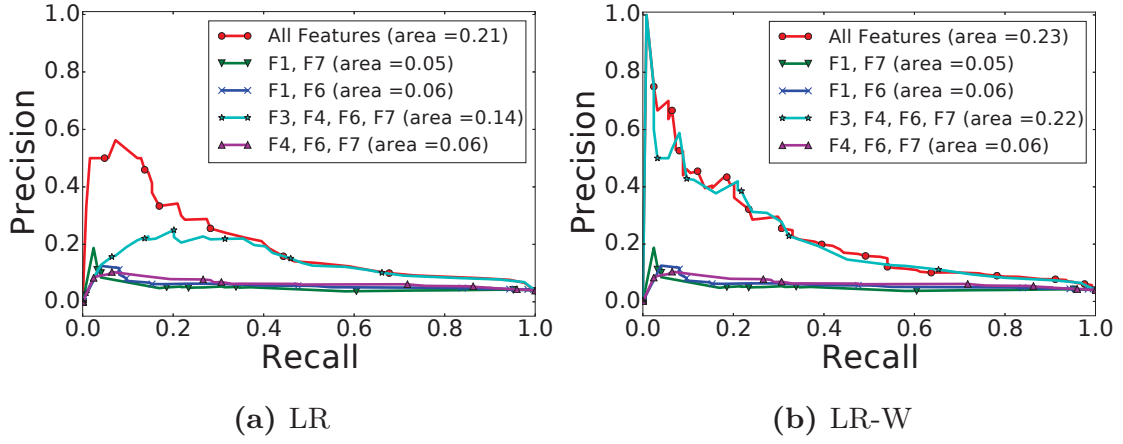 1.0
0.8
0.6
0.4
0.2
0.0
Precision
All Features (area =0.21)
F1, F7 (area =0.05)
F1, F6 (area =0.06)
F3, F4, F6, F7 (area =0.14)
F4, F6, F7 (area =0.06)
0.0 0.2 0.4 0.6 0.8 1.0
Recall
(a) LR
1.0
0.8
0.6
0.4
0.2
0.0
Precision
All Features (area =0.23)
F1, F7 (area =0.05)
F1, F6 (area =0.06)
F3, F4, F6, F7 (area =0.22)
F4, F6, F7 (area =0.06)
0.0 0.2 0.4 0.6 0.8 1.0
Recall
(b) LR-W